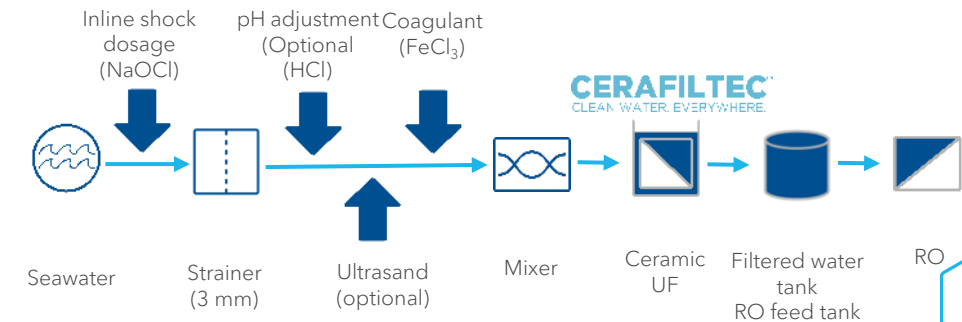 Inline shock
dosage
(NaOCl)
pH adjustment
(Optional
(HCl)
Coagulant
(FeCl₃)
CERAFILTEC
CLEAN WATER. EVERYWHERE.
Seawater
Strainer
(3 mm)
Ultrasand
(optional)
Mixer
Ceramic
UF
Filtered water
tank
RO feed tank
RO